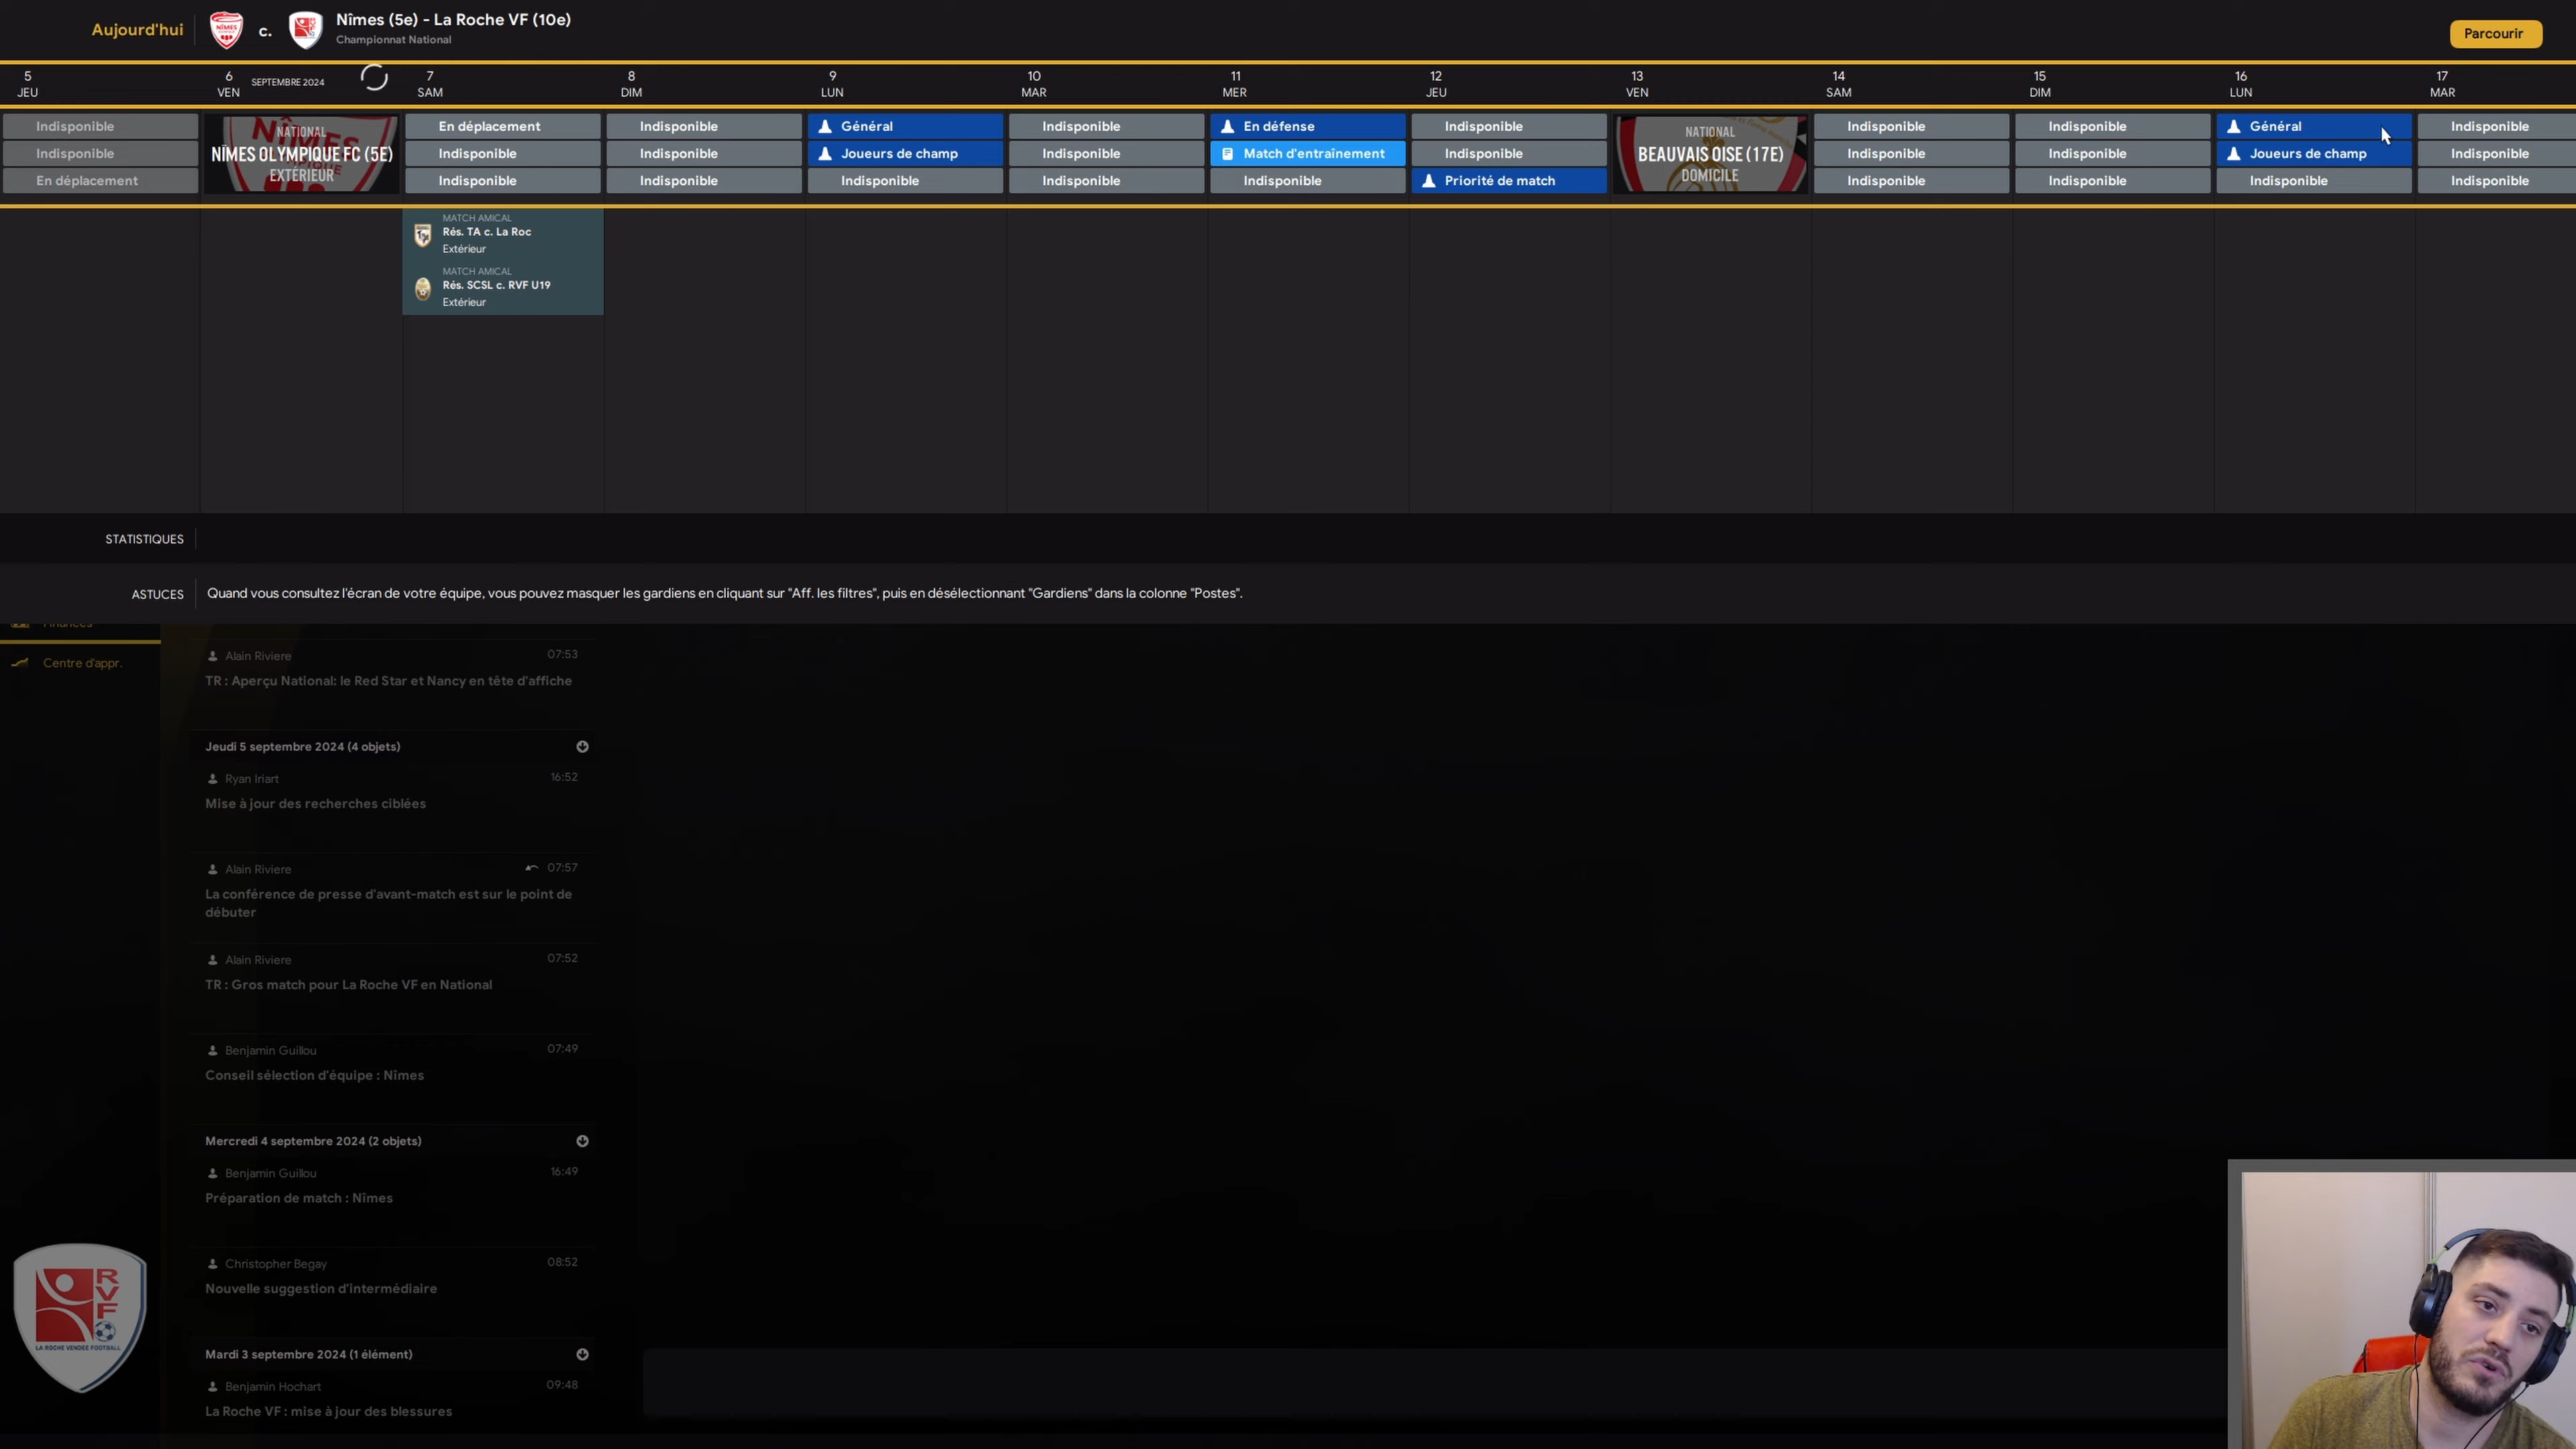 Aujourd'hui
NÎMES
c.
Nîmes (5e) - La Roche VF (10e)
Championnat National
Parcourir
5
JEU
6
VEN
SEPTEMBRE 2024
7
SAM
8
DIM
9
LUN
10
MAR
11
MER
12
JEU
13
VEN
14
SAM
15
DIM
16
LUN
17
MAR
Indisponible
Indisponible
En déplacement
NATIONAL
NÎMES OLYMPIQUE FC (5E)
EXTÉRIEUR
En déplacement
Indisponible
Indisponible
Indisponible
Indisponible
Indisponible
Général
Joueurs de champ
Indisponible
Indisponible
Indisponible
Indisponible
En défense
Match d'entraînement
Indisponible
Indisponible
Indisponible
Priorité de match
NATIONAL
BEAUVAIS OISE (17E)
DOMICILE
Indisponible
Indisponible
Indisponible
Indisponible
Indisponible
Indisponible
Général
Joueurs de champ
Indisponible
Indisponible
Indisponible
Indisponible
MATCH AMICAL
Rés. TA c. La Roc
Extérieur
MATCH AMICAL
Rés. SCSL c. RVF U19
Extérieur
STATISTIQUES
ASTUCES
Quand vous consultez l'écran de votre équipe, vous pouvez masquer les gardiens en cliquant sur "Aff. les filtres", puis en désélectionnant "Gardiens" dans la colonne "Postes".
Finances
Centre d'appr.
Alain Riviere
07:53
TR : Aperçu National: le Red Star et Nancy en tête d'affiche
Jeudi 5 septembre 2024 (4 objets)
Ryan Iriart
16:52
Mise à jour des recherches ciblées
Alain Riviere
07:57
La conférence de presse d'avant-match est sur le point de
débuter
Alain Riviere
07:52
TR : Gros match pour La Roche VF en National
Benjamin Guillou
07:49
Conseil sélection d'équipe : Nîmes
Mercredi 4 septembre 2024 (2 objets)
Benjamin Guillou
16:49
Préparation de match : Nîmes
Christopher Begay
08:52
Nouvelle suggestion d'intermédiaire
Mardi 3 septembre 2024 (1 élément)
Benjamin Hochart
09:48
La Roche VF : mise à jour des blessures
RVF
LA ROCHE VENDÉE FOOTBALL